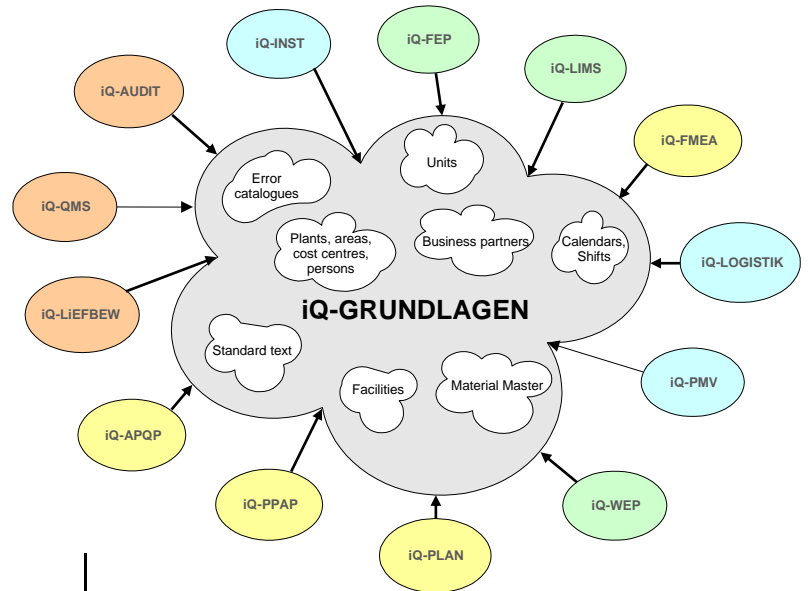 iQ-INST
iQ-FEP
iQ-LIMS
iQ-AUDIT
iQ-FMEA
Units
Error
catalogues
iQ-QMS
Plants, areas,
cost centres,
persons
Business partners
Calendars,
Shifts
iQ-LOGISTIK
iQ-GRUNDLAGEN
iQ-LiEFBEW
Standard text
Facilities
Material Master
iQ-PMV
iQ-APQP
iQ-PPAP
iQ-WEP
iQ-PLAN